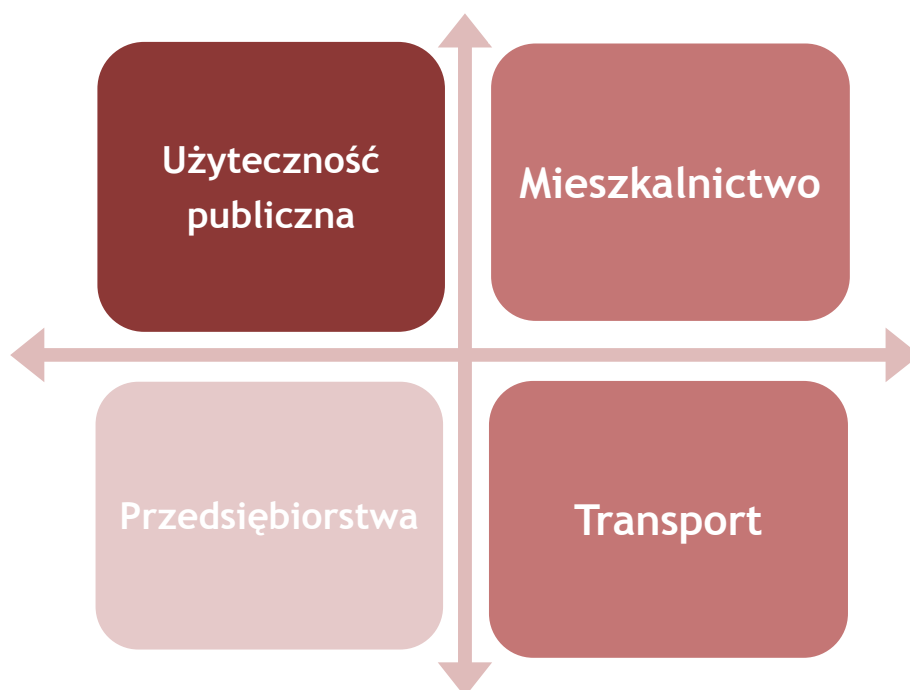 Użyteczność
publiczna
Mieszkalnictwo
Przedsiębiorstwa
Transport